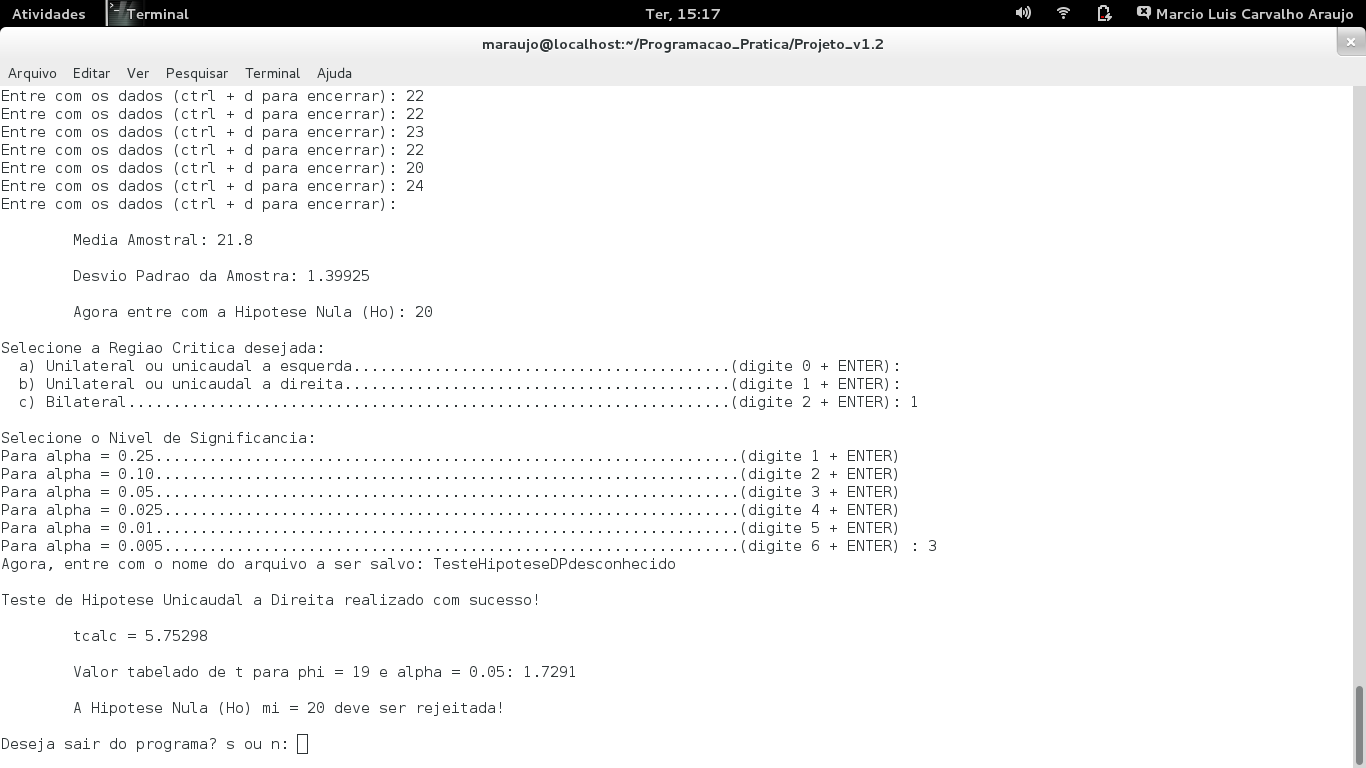 Atividades Terminal Ter, 15:17 Marcio Luis Carvalho Araujo
maraujo@localhost:~/Programacao_Pratica/Projeto_v1.2
Arquivo Editar Ver Pesquisar Terminal Ajuda
Entre com os dados (ctrl + d para encerrar): 22
Entre com os dados (ctrl + d para encerrar): 22
Entre com os dados (ctrl + d para encerrar): 23
Entre com os dados (ctrl + d para encerrar): 22
Entre com os dados (ctrl + d para encerrar): 20
Entre com os dados (ctrl + d para encerrar): 24
Entre com os dados (ctrl + d para encerrar):
Media Amostral: 21.8
Desvio Padrao da Amostra: 1.39925
Agora entre com a Hipotese Nula (Ho): 20
Selecione a Regiao Critica desejada:
a) Unilateral ou unicaudal a esquerda..........................................(digite 0 + ENTER):
b) Unilateral ou unicaudal a direita...........................................(digite 1 + ENTER):
c) Bilateral...................................................................(digite 2 + ENTER): 1
Selecione o Nivel de Significancia:
Para alpha = 0.25.................................................................(digite 1 + ENTER)
Para alpha = 0.10.................................................................(digite 2 + ENTER)
Para alpha = 0.05.................................................................(digite 3 + ENTER)
Para alpha = 0.025................................................................(digite 4 + ENTER)
Para alpha = 0.01.................................................................(digite 5 + ENTER)
Para alpha = 0.005................................................................(digite 6 + ENTER) : 3
Agora, entre com o nome do arquivo a ser salvo: TesteHipoteseDPdesconhecido
Teste de Hipotese Unicaudal a Direita realizado com sucesso!
tcalc = 5.75298
Valor tabelado de t para phi = 19 e alpha = 0.05: 1.7291
A Hipotese Nula (Ho) mi = 20 deve ser rejeitada!
Deseja sair do programa? s ou n: